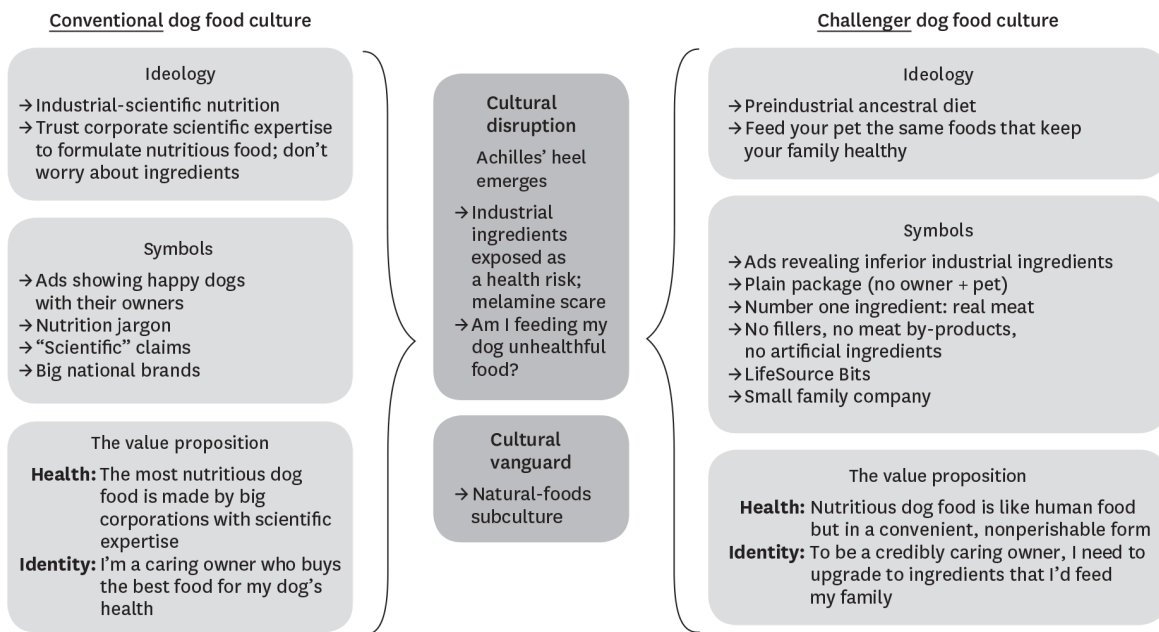 Conventional dog food culture
Ideology
→ Industrial-scientific nutrition
→ Trust corporate scientific expertise
to formulate nutritious food; don’t
worry about ingredients
Symbols
→ Ads showing happy dogs
with their owners
→ Nutrition jargon
→ “Scientific” claims
→ Big national brands
The value proposition
Health: The most nutritious dog
food is made by big
corporations with scientific
expertise
Identity: I’m a caring owner who buys
the best food for my dog’s
health
Cultural
disruption
Achilles’ heel
emerges
→ Industrial
ingredients
exposed as
a health risk;
melamine scare
→ Am I feeding my
dog unhealthful
food?
Cultural
vanguard
→ Natural-foods
subculture
Challenger dog food culture
Ideology
→ Preindustrial ancestral diet
→ Feed your pet the same foods that keep
your family healthy
Symbols
→ Ads revealing inferior industrial ingredients
→ Plain package (no owner + pet)
→ Number one ingredient: real meat
→ No fillers, no meat by-products,
no artificial ingredients
→ LifeSource Bits
→ Small family company
The value proposition
Health: Nutritious dog food is like human food
but in a convenient, nonperishable form
Identity: To be a credibly caring owner, I need to
upgrade to ingredients that I’d feed
my family